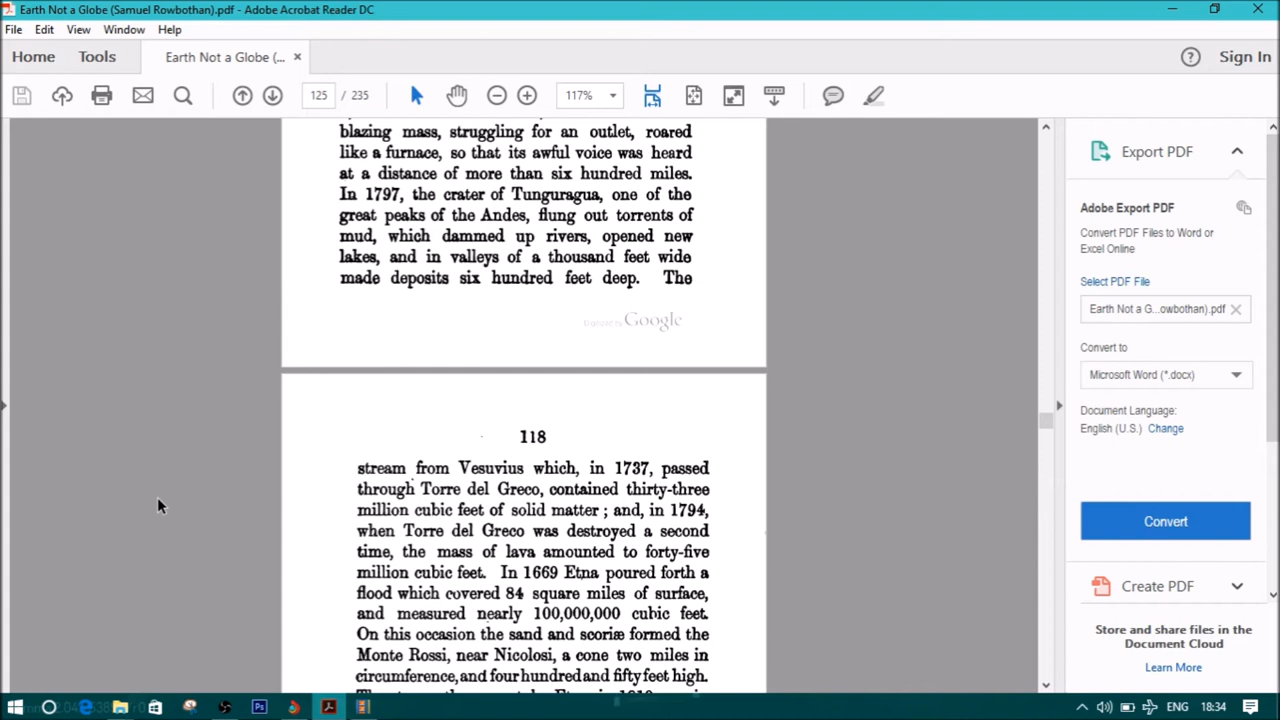 Earth Not a Globe (Samuel Rowbothan).pdf - Adobe Acrobat Reader DC
File Edit View Window Help
Home Tools Earth Not a Globe (... × Sign In
125 / 235 117%
blazing mass, struggling for an outlet, roared
like a furnace, so that its awful voice was heard
at a distance of more than six hundred miles.
In 1797, the crater of Tunguragua, one of the
great peaks of the Andes, flung out torrents of
mud, which dammed up rivers, opened new
lakes, and in valleys of a thousand feet wide
made deposits six hundred feet deep. The
Digitized by Google
118
stream from Vesuvius which, in 1737, passed
through Torre del Greco, contained thirty-three
million cubic feet of solid matter ; and, in 1794,
when Torre del Greco was destroyed a second
time, the mass of lava amounted to forty-five
million cubic feet. In 1669 Etna poured forth a
flood which covered 84 square miles of surface,
and measured nearly 100,000,000 cubic feet.
On this occasion the sand and scoriæ formed the
Monte Rossi, near Nicolosi, a cone two miles in
circumference, and four hundred and fifty feet high.
Export PDF
Adobe Export PDF
Convert PDF Files to Word or
Excel Online
Select PDF File
Earth Not a G...owbothan).pdf
Convert to
Microsoft Word (*.docx)
Document Language:
English (U.S.) Change
Convert
Create PDF
Store and share files in the
Document Cloud
Learn More
ENG 18:34